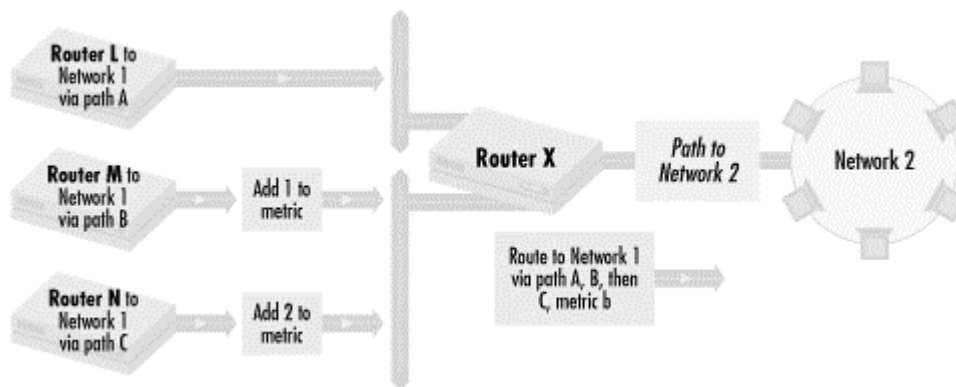 Router L to
Network 1
via path A
Router M to
Network 1
via path B
Add 1 to
metric
Router N to
Network 1
via path C
Add 2 to
metric
Router X
Path to
Network 2
Network 2
Route to Network 1
via path A, B, then
C, metric b